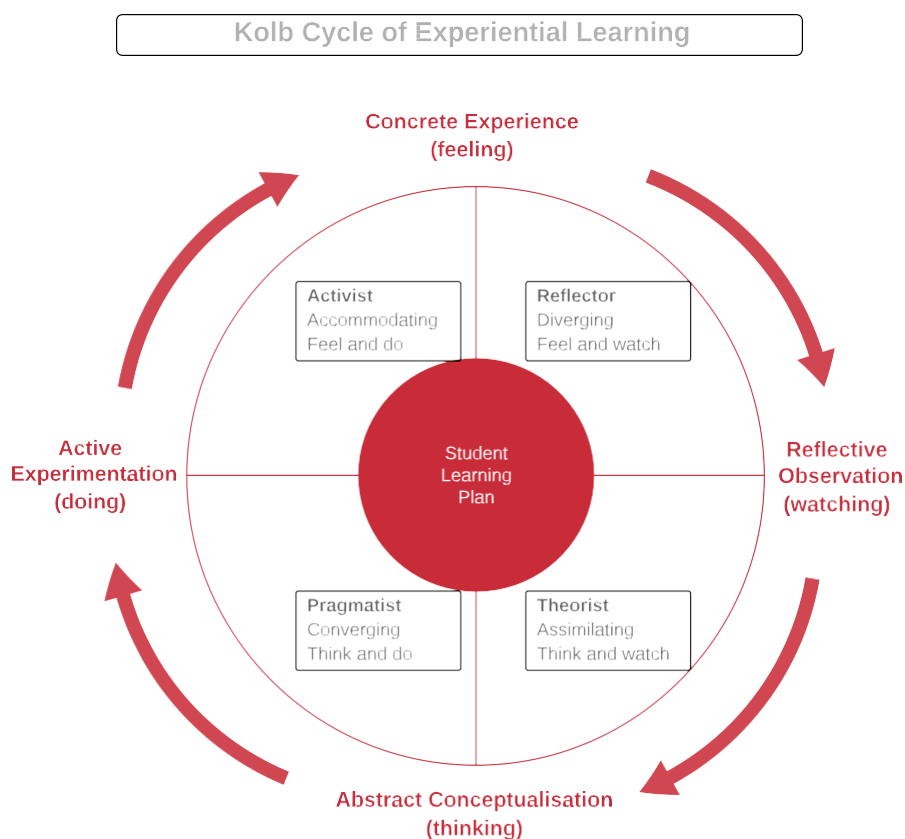 Kolb Cycle of Experiential Learning
Concrete Experience
(feeling)
Activist
Accommodating
Feel and do
Reflector
Diverging
Feel and watch
Active
Experimentation
(doing)
Student
Learning
Plan
Reflective
Observation
(watching)
Pragmatist
Converging
Think and do
Theorist
Assimilating
Think and watch
Abstract Conceptualisation
(thinking)